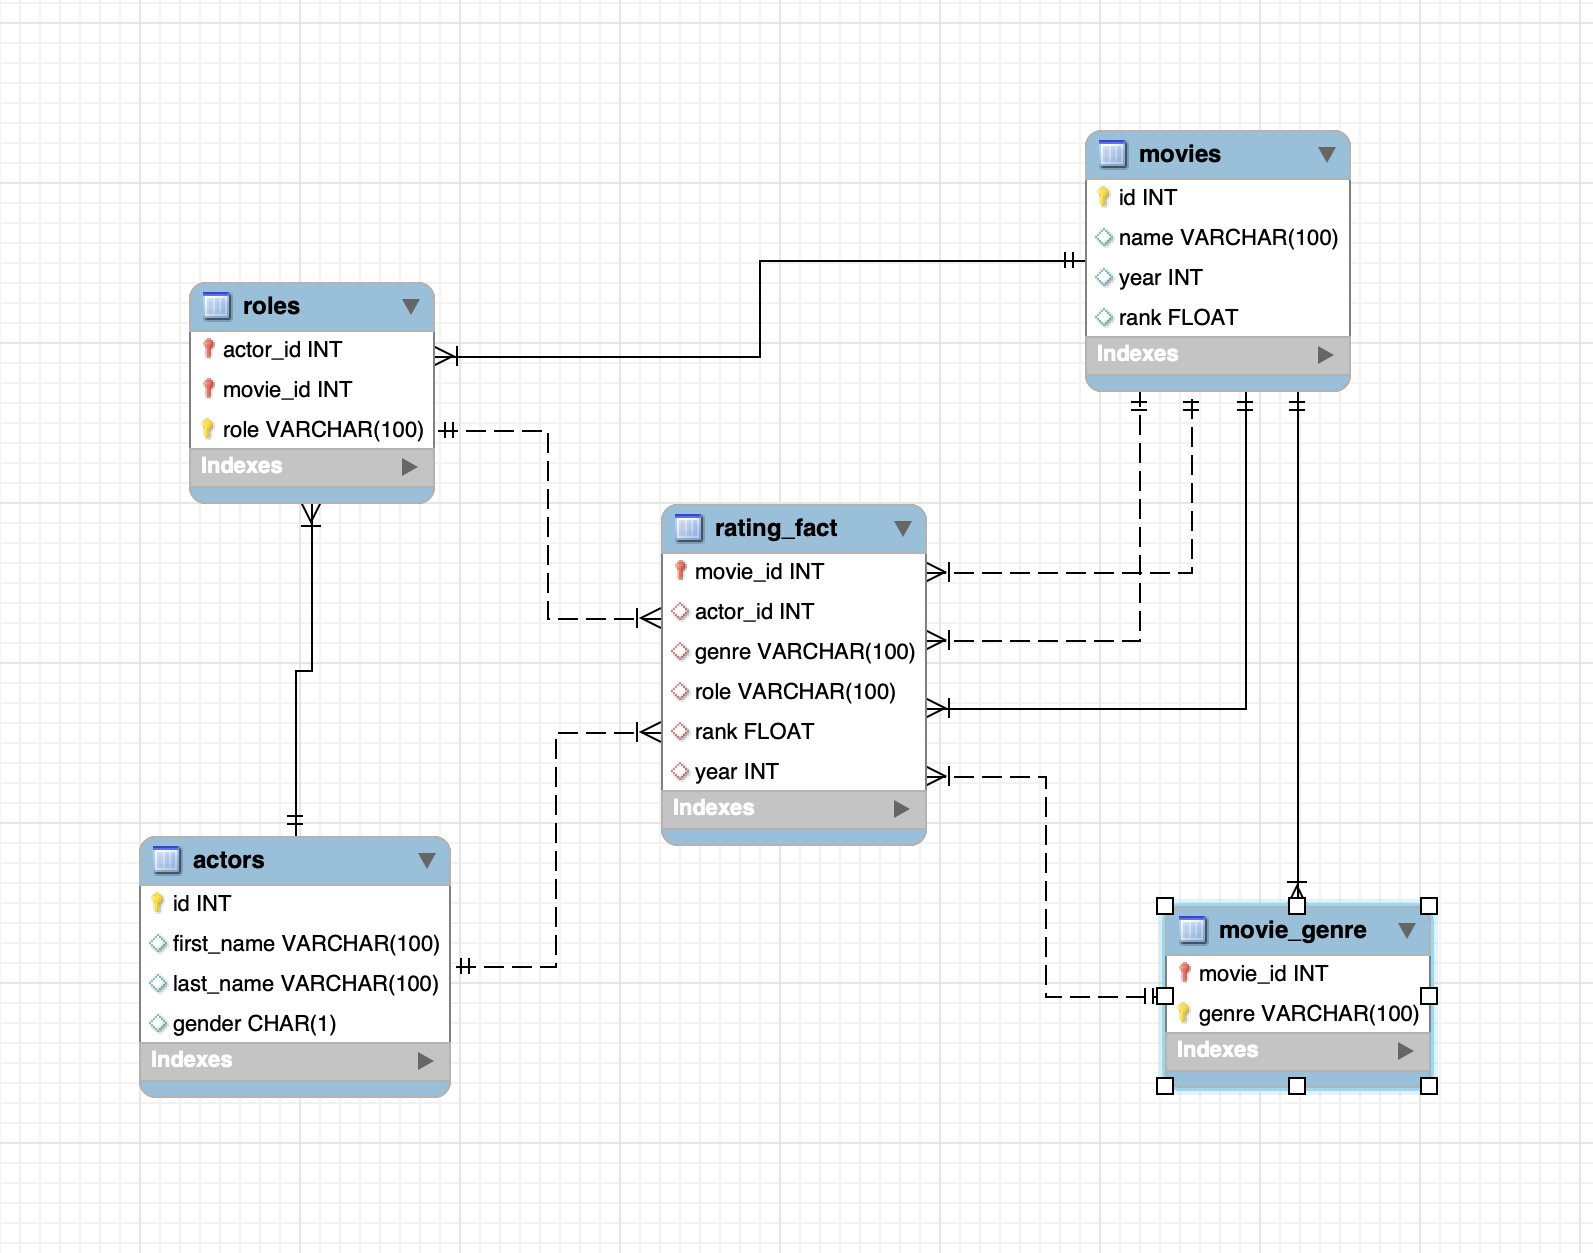 movies
id INT
name VARCHAR(100)
year INT
rank FLOAT
Indexes
roles
actor_id INT
movie_id INT
role VARCHAR(100)
Indexes
rating_fact
movie_id INT
actor_id INT
genre VARCHAR(100)
role VARCHAR(100)
rank FLOAT
year INT
Indexes
actors
id INT
first_name VARCHAR(100)
last_name VARCHAR(100)
gender CHAR(1)
Indexes
movie_genre
movie_id INT
genre VARCHAR(100)
Indexes